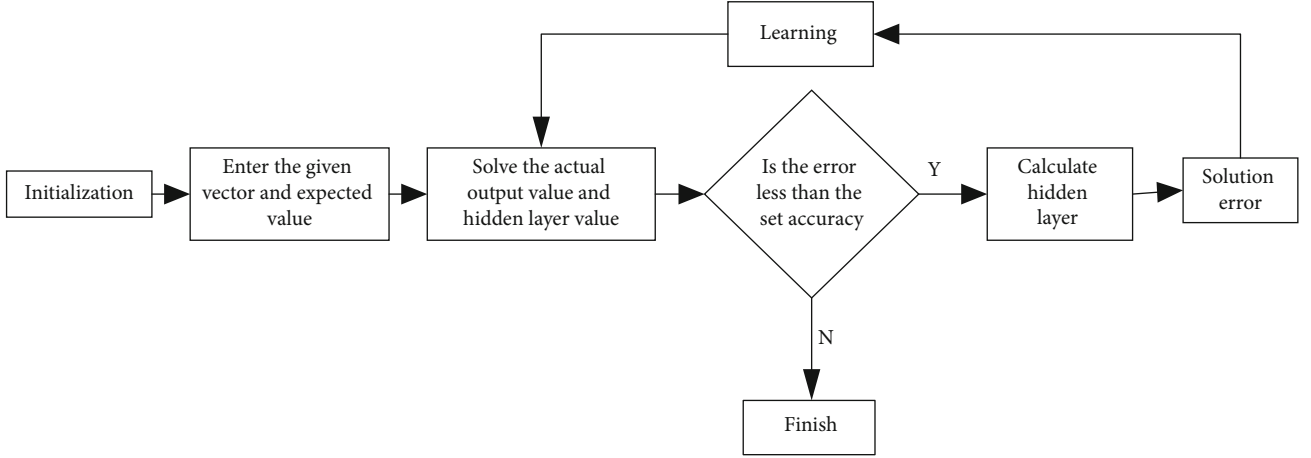 Learning
Initialization
Enter the given
vector and expected
value
Solve the actual
output value and
hidden layer value
Is the error
less than the
set accuracy
Y
Calculate
hidden
layer
Solution
error
N
Finish